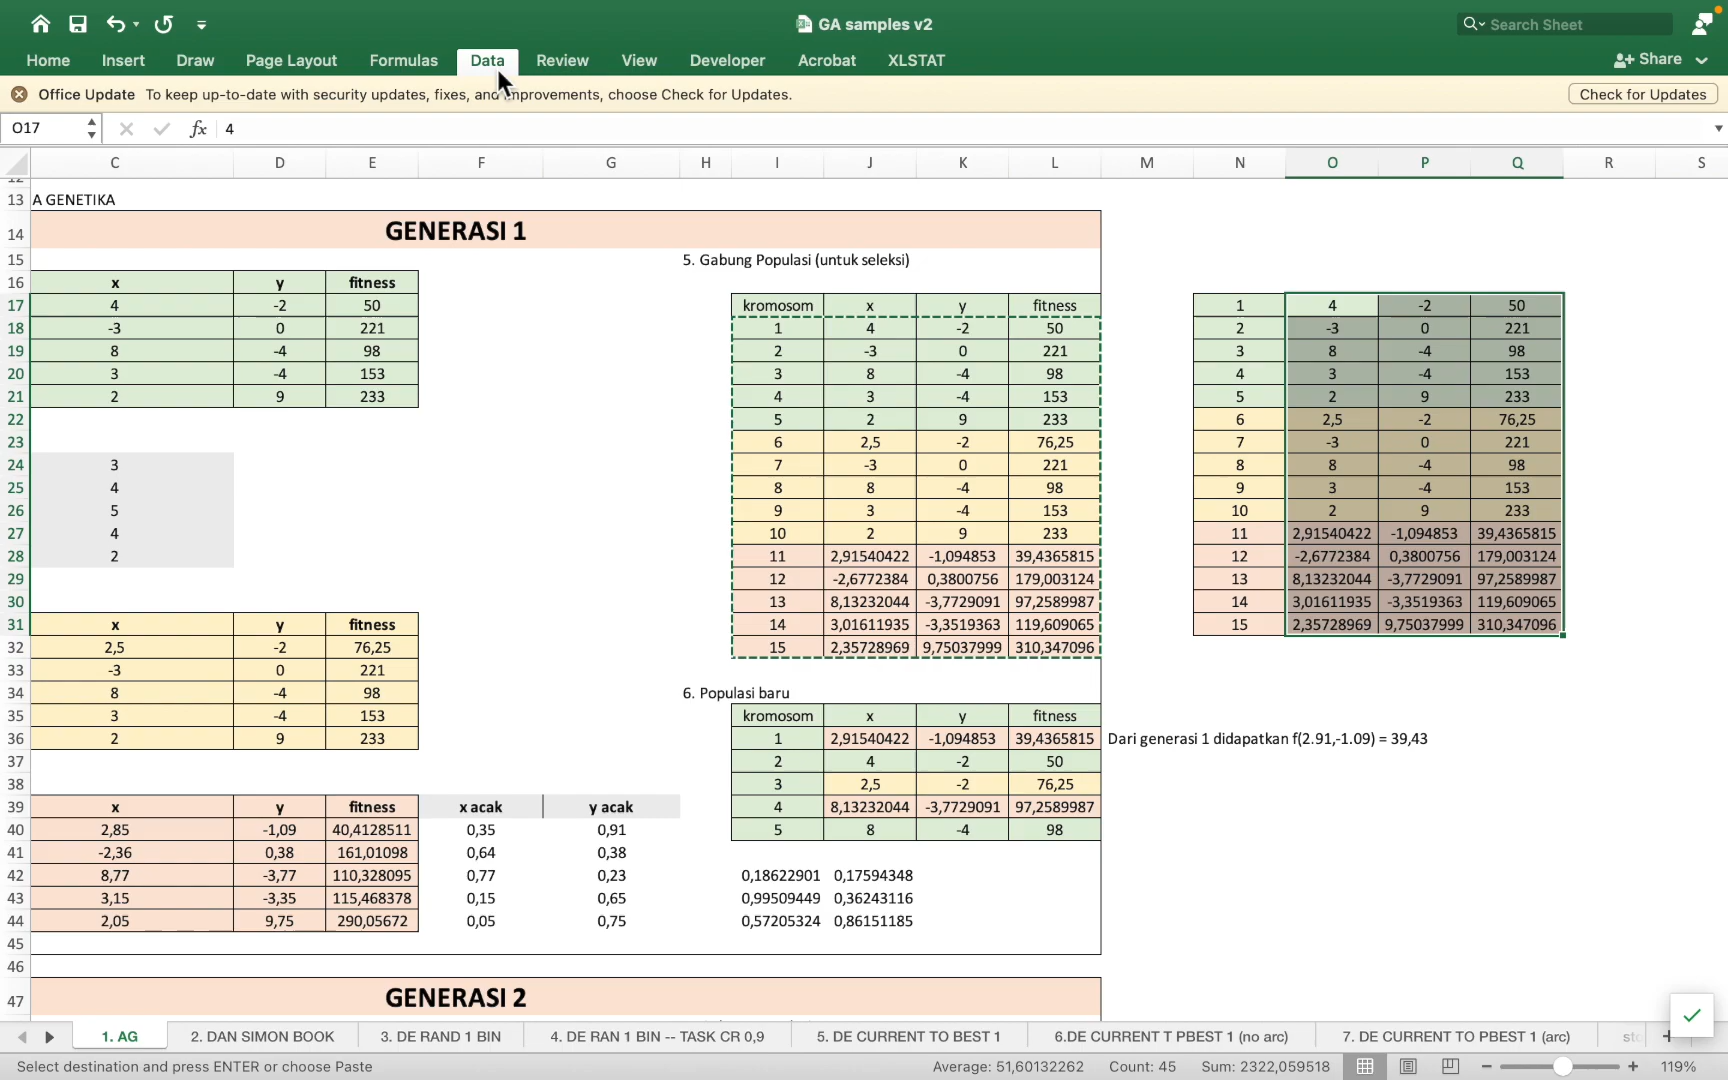 GA samples v2
Search Sheet
Home Insert Draw Page Layout Formulas Data Review View Developer Acrobat XLSTAT Share
Office Update To keep up-to-date with security updates, fixes, and improvements, choose Check for Updates. Check for Updates
O17 fx 4
C D E F G H I J K L M N O P Q R S
13 A GENETIKA
14 GENERASI 1
15 5. Gabung Populasi (untuk seleksi)
16 x y fitness
17 4 -2 50 kromosom x y fitness 1 4 -2 50
18 -3 0 221 1 4 -2 50 2 -3 0 221
19 8 -4 98 2 -3 0 221 3 8 -4 98
20 3 -4 153 3 8 -4 98 4 3 -4 153
21 2 9 233 4 3 -4 153 5 2 9 233
22 5 2 9 233 6 2,5 -2 76,25
23 6 2,5 -2 76,25 7 -3 0 221
24 3 7 -3 0 221 8 8 -4 98
25 4 8 8 -4 98 9 3 -4 153
26 5 9 3 -4 153 10 2 9 233
27 4 10 2 9 233 11 2,91540422 -1,094853 39,4365815
28 2 11 2,91540422 -1,094853 39,4365815 12 -2,6772384 0,3800756 179,003124
29 12 -2,6772384 0,3800756 179,003124 13 8,13232044 -3,7729091 97,2589987
30 13 8,13232044 -3,7729091 97,2589987 14 3,01611935 -3,3519363 119,609065
31 x y fitness 14 3,01611935 -3,3519363 119,609065 15 2,35728969 9,75037999 310,347096
32 2,5 -2 76,25 15 2,35728969 9,75037999 310,347096
33 -3 0 221
34 8 -4 98 6. Populasi baru
35 3 -4 153 kromosom x y fitness
36 2 9 233 1 2,91540422 -1,094853 39,4365815 Dari generasi 1 didapatkan f(2.91,-1.09) = 39,43
37 2 4 -2 50
38 3 2,5 -2 76,25
39 x y fitness x acak y acak 4 8,13232044 -3,7729091 97,2589987
40 2,85 -1,09 40,4128511 0,35 0,91 5 8 -4 98
41 -2,36 0,38 161,01098 0,64 0,38
42 8,77 -3,77 110,328095 0,77 0,23 0,18622901 0,17594348
43 3,15 -3,35 115,468378 0,15 0,65 0,99509449 0,36243116
44 2,05 9,75 290,05672 0,05 0,75 0,57205324 0,86151185
45
46
47 GENERASI 2
1. AG 2. DAN SIMON BOOK 3. DE RAND 1 BIN 4. DE RAN 1 BIN -- TASK CR 0,9 5. DE CURRENT TO BEST 1 6.DE CURRENT T PBEST 1 (no arc) 7. DE CURRENT TO PBEST 1 (arc)
Select destination and press ENTER or choose Paste Average: 51,60132262 Count: 45 Sum: 2322,059518 119%